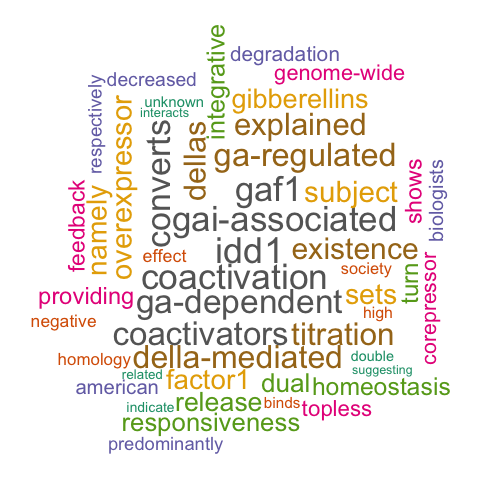 integrative
degradation
genome-wide
decreased
respectively
unknown
interacts
gibberellins
overexpressor
converts
dellas
explained
ga-regulated
gaf1
subject
shows
biologists
feedback
namely
gai-associated
idd1
existence
effect
society
turn
corepressor
coactivation
providing
ga-dependent
sets
high
negative
coactivators
titration
homology
della-mediated
double
suggesting
related
american
factor1
dual
homeostasis
indicate
release
binds
topless
responsiveness
predominantly